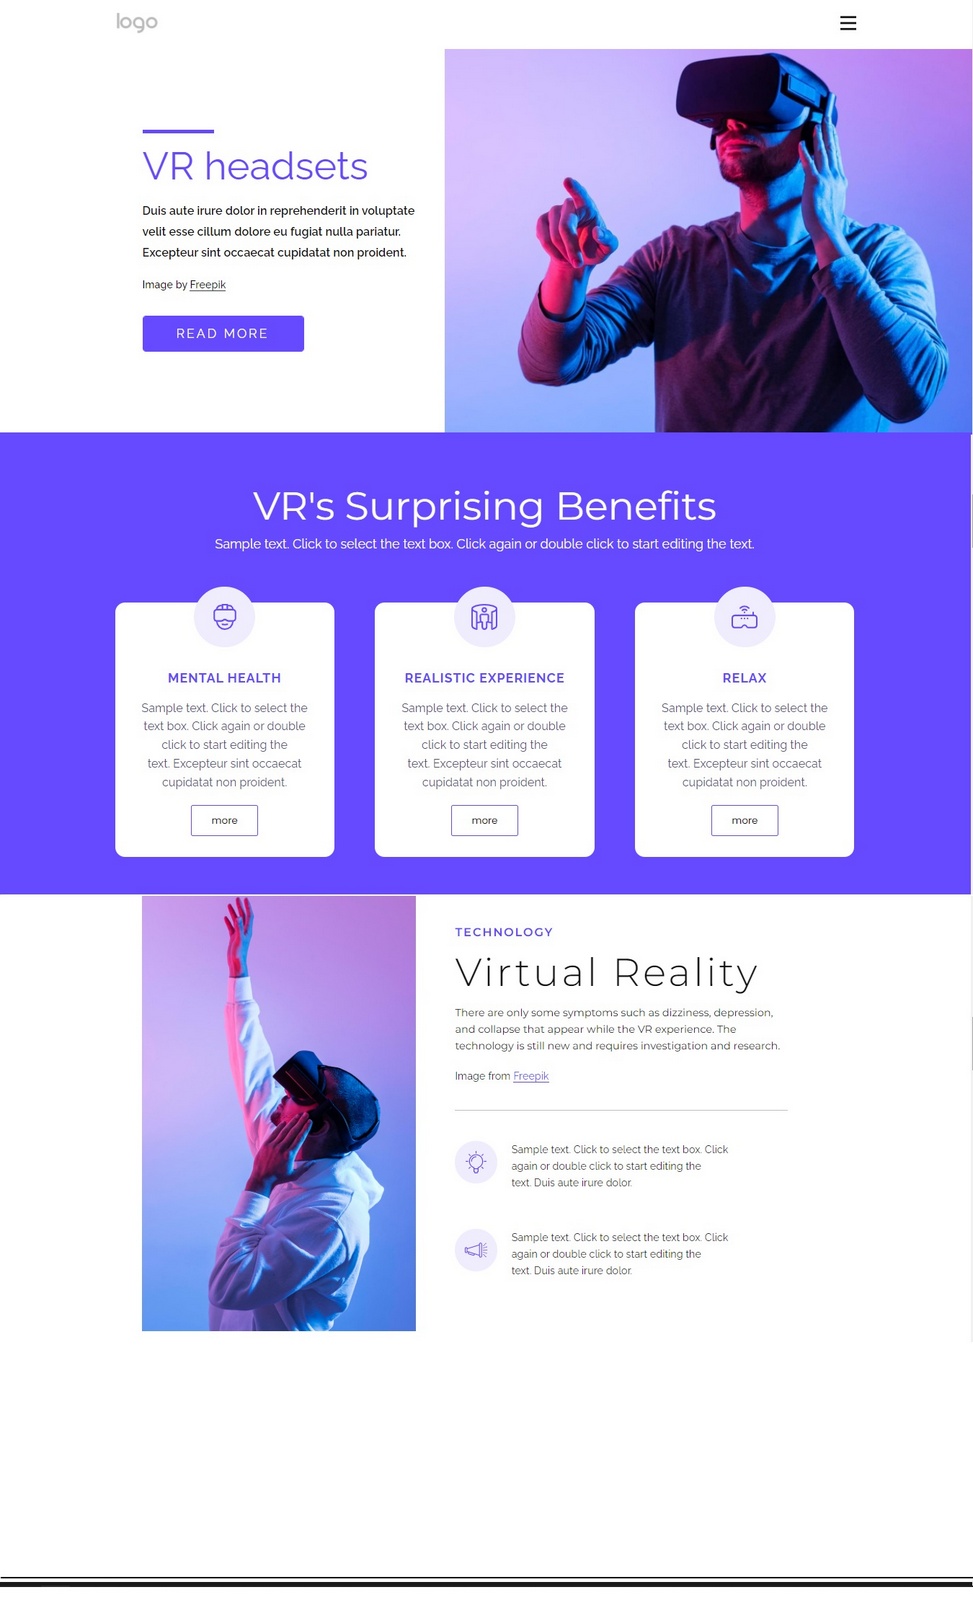 logo
VR headsets
Duis aute irure dolor in reprehenderit in voluptate
velit esse cillum dolore eu fugiat nulla pariatur.
Excepteur sint occaecat cupidatat non proident.
Image by Freepik
READ MORE
VR's Surprising Benefits
Sample text. Click to select the text box. Click again or double click to start editing the text.
MENTAL HEALTH
Sample text. Click to select the
text box. Click again or double
click to start editing the
text. Excepteur sint occaecat
cupidatat non proident.
more
REALISTIC EXPERIENCE
Sample text. Click to select the
text box. Click again or double
click to start editing the
text. Excepteur sint occaecat
cupidatat non proident.
more
RELAX
Sample text. Click to select the
text box. Click again or double
click to start editing the
text. Excepteur sint occaecat
cupidatat non proident.
more
TECHNOLOGY
Virtual Reality
There are only some symptoms such as dizziness, depression,
and collapse that appear while the VR experience. The
technology is still new and requires investigation and research.
Image from Freepik
Sample text. Click to select the text box. Click
again or double click to start editing the
text. Duis aute irure dolor.
Sample text. Click to select the text box. Click
again or double click to start editing the
text. Duis aute irure dolor.